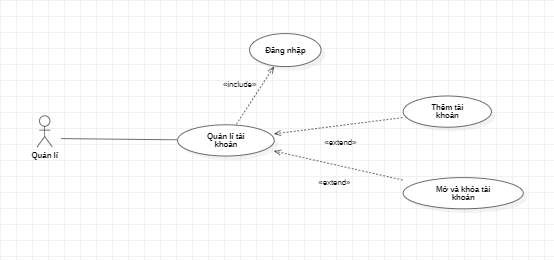 Đăng nhập
«include»
Thêm tài
khoản
Quản lí tài
khoản
«extend»
Quản lí
«extend»
Mở và khóa tài
khoản